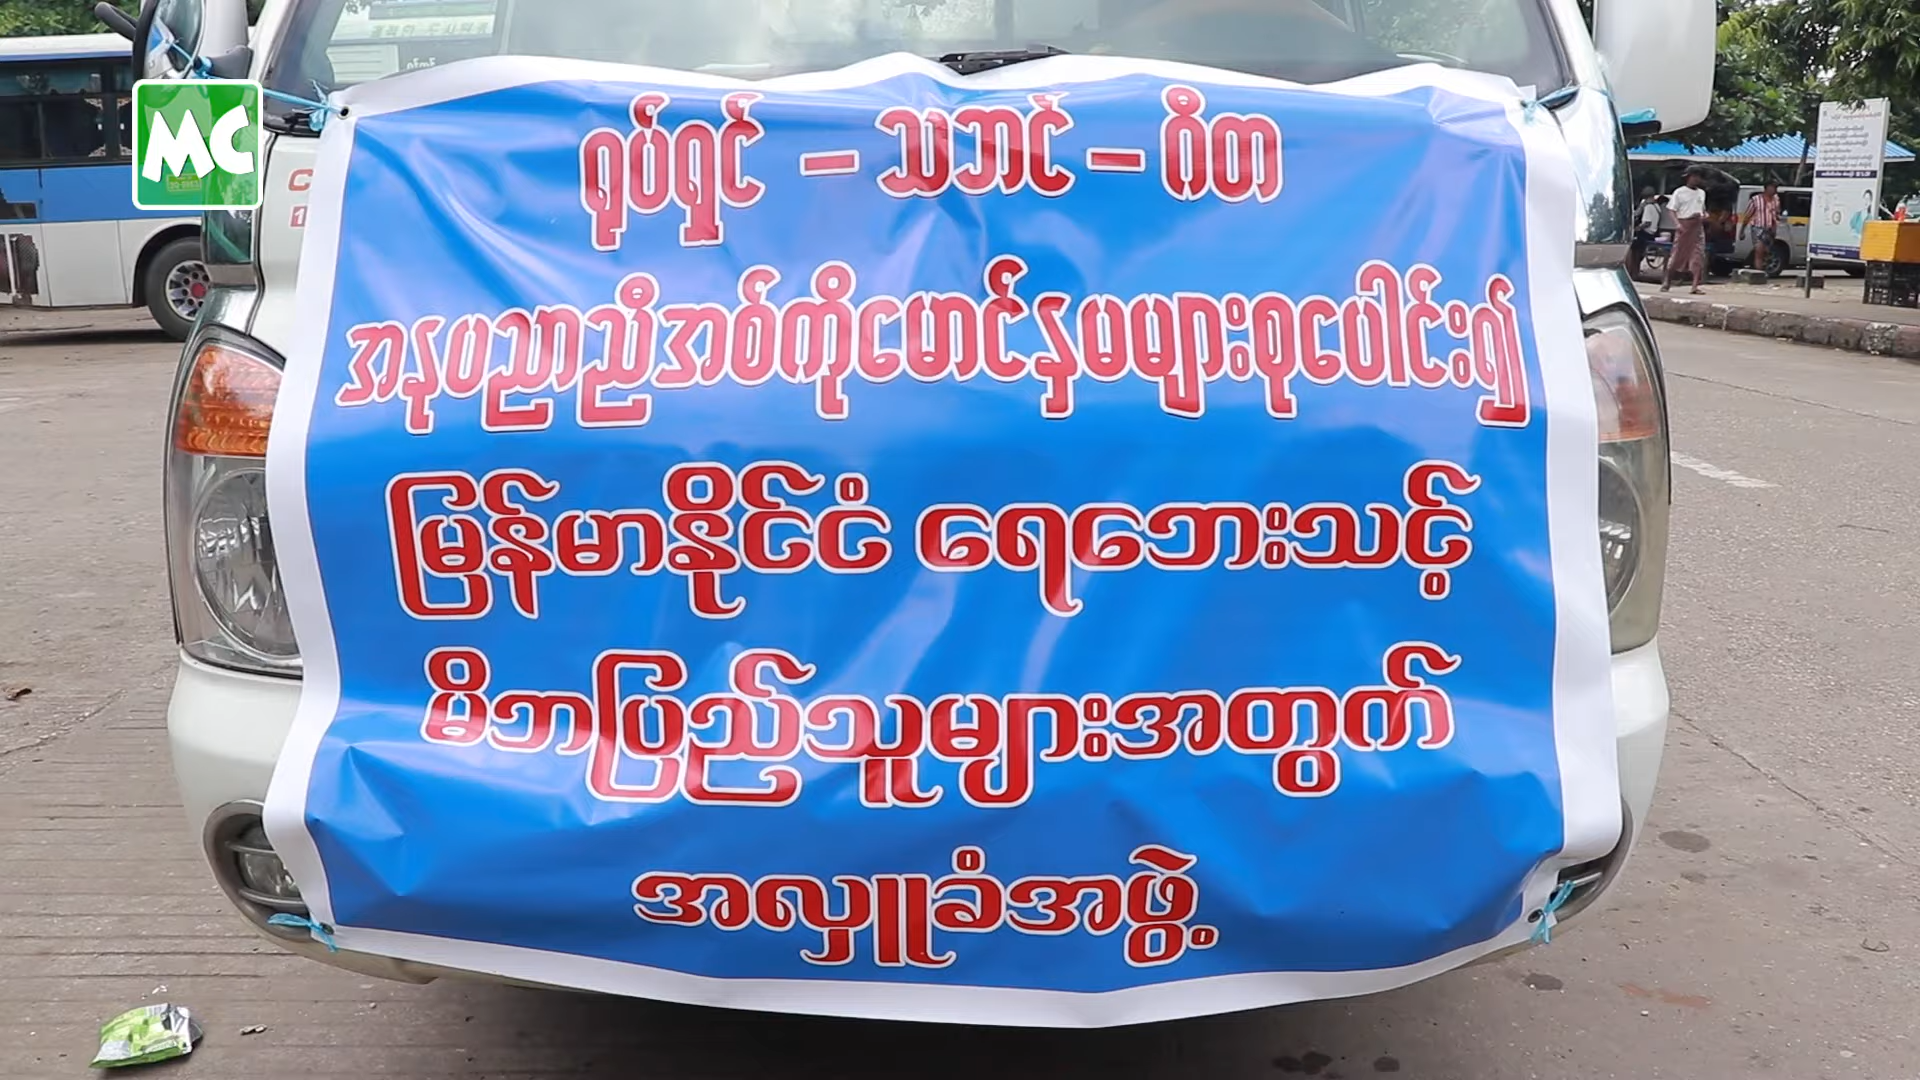 MC
ရုပ်ရှင် – သဘင် – ဂီတ
အနုပညာညီအစ်ကိုမောင်နှမများစုပေါင်း၍
မြန်မာနိုင်ငံ ရေဘေးသင့်
မိဘပြည်သူများအတွက်
အလှူခံအဖွဲ့